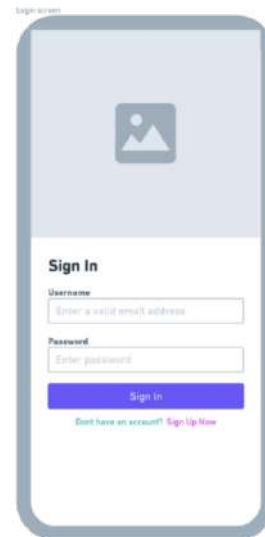 Login screen
Sign In
Username
Enter a valid email address
Password
Enter password
Sign in
Dont have an account? Sign Up Now